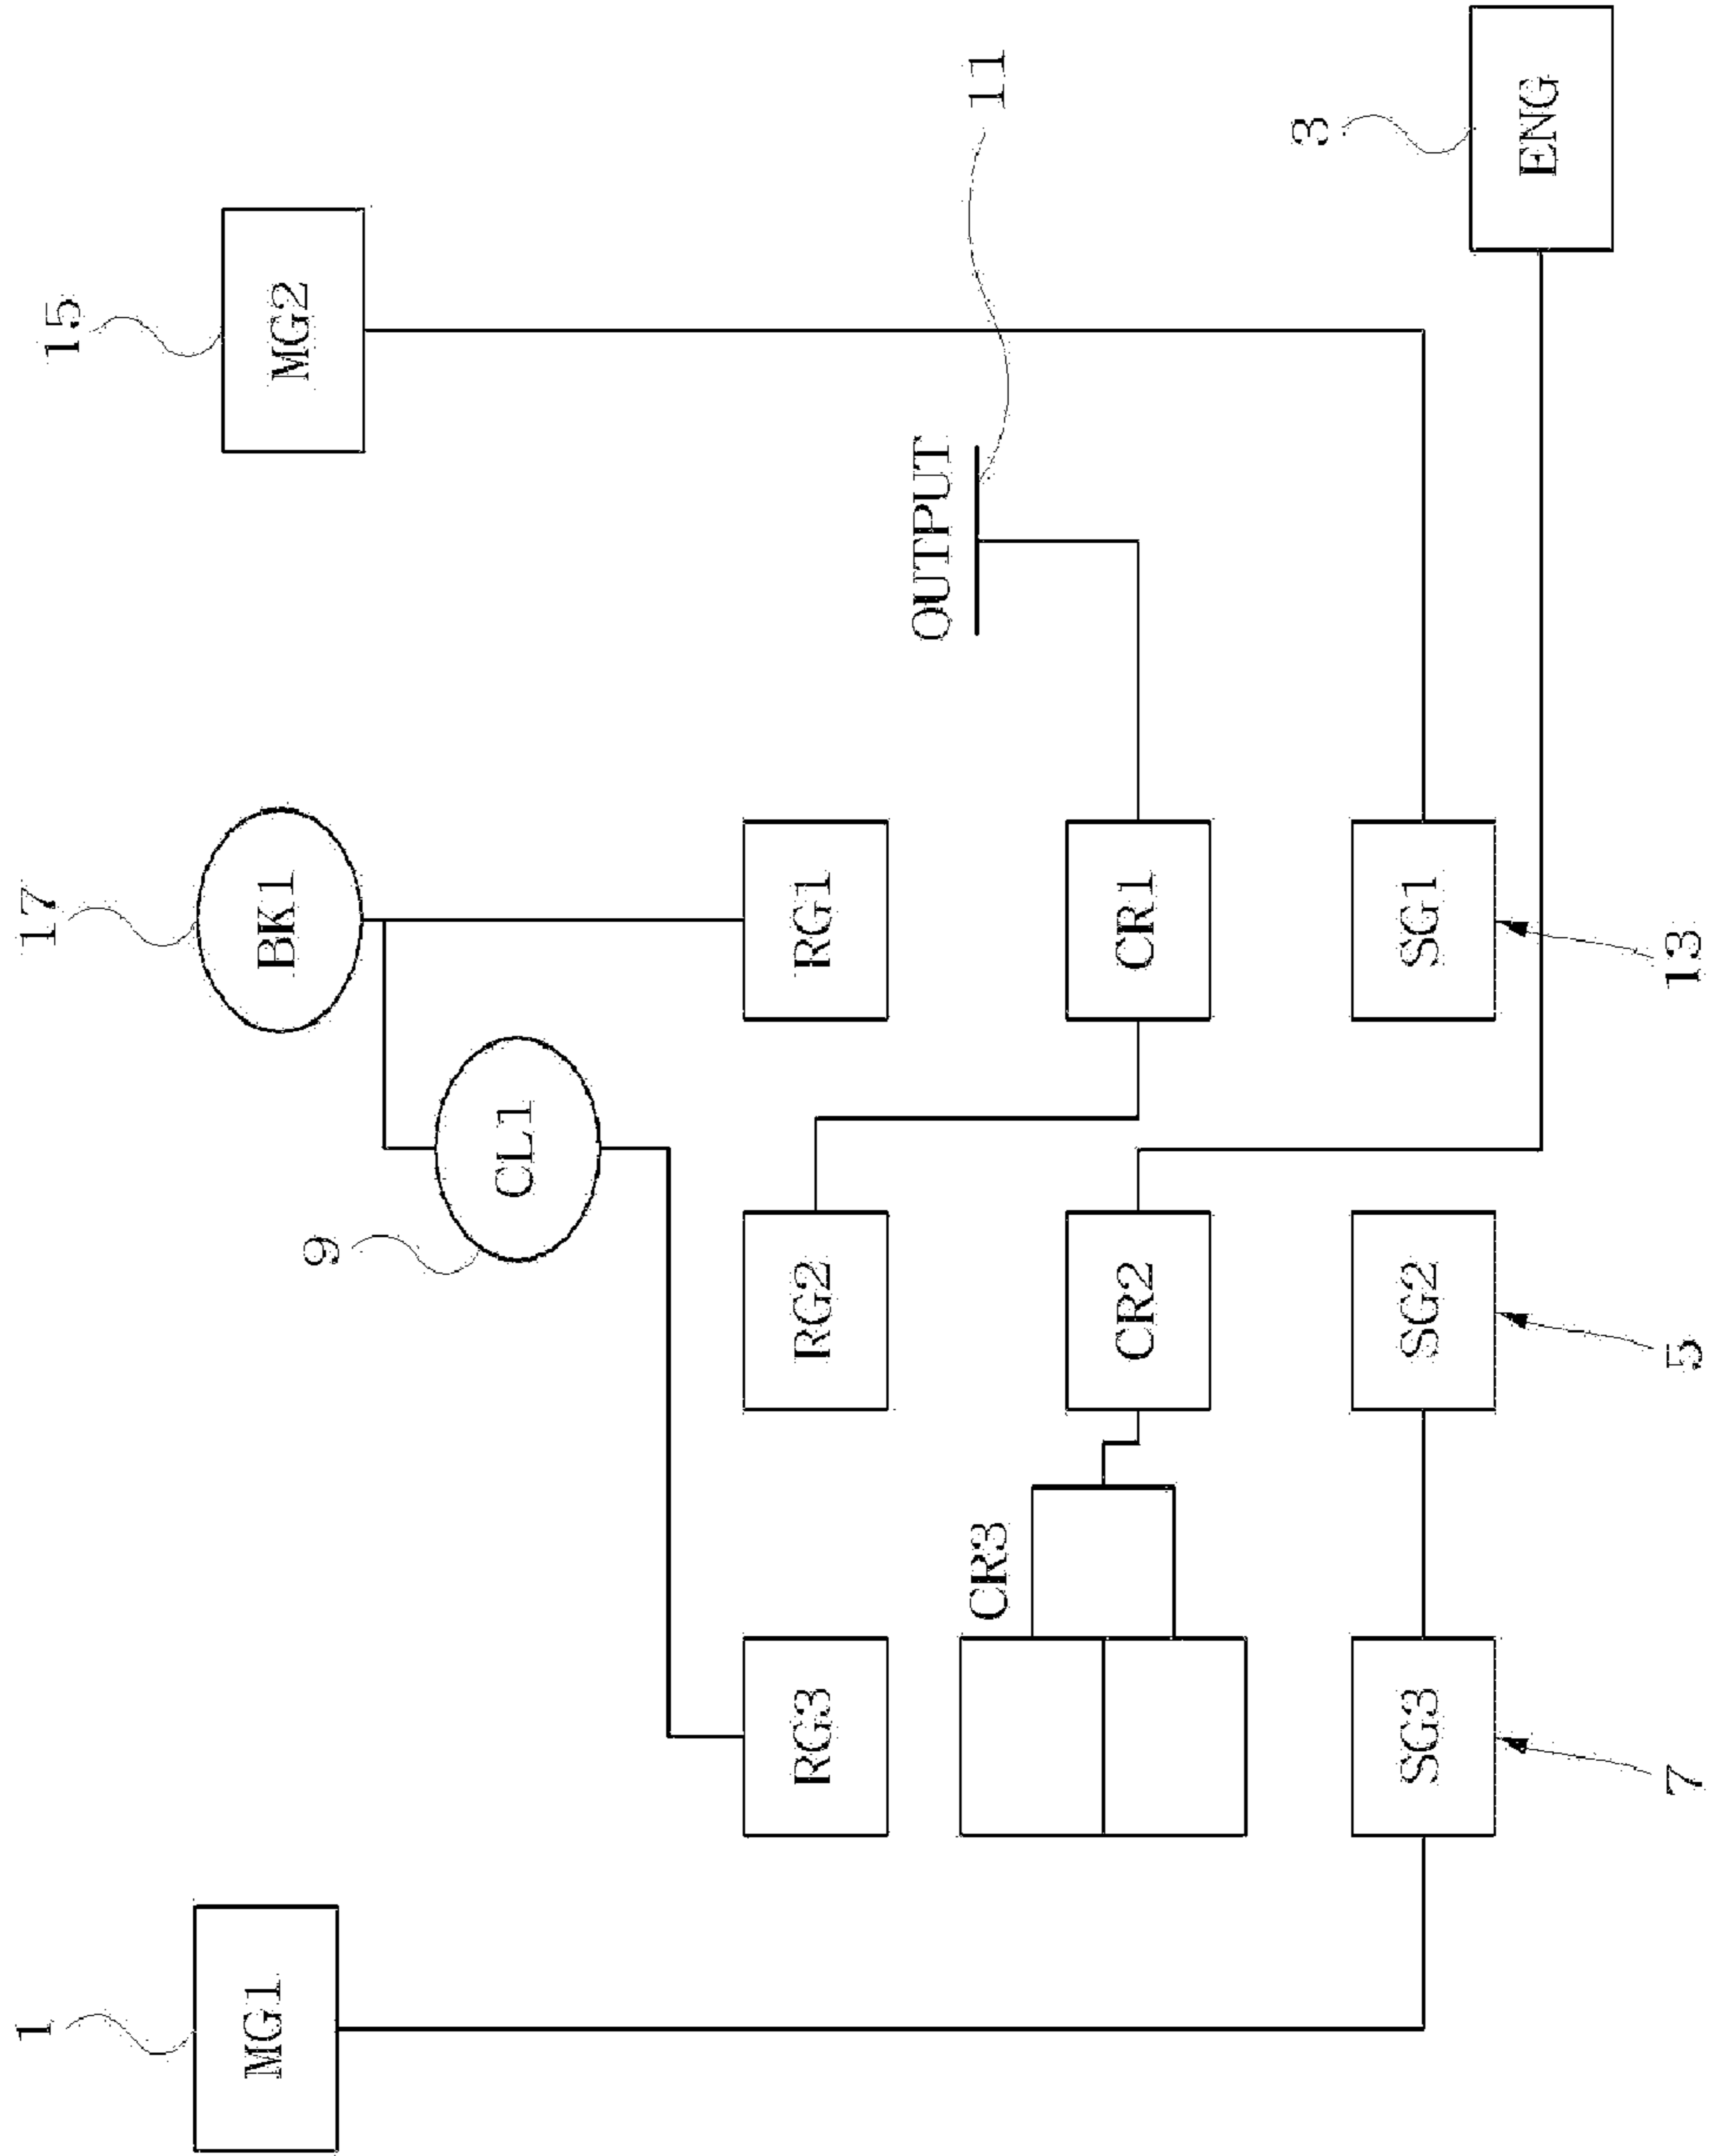 1
17
15
MG1
BK1
MG2
9
CL1
RG3
RG2
RG1
OUTPUT
CR3
11
CR2
CR1
3
SG3
SG2
SG1
ENG
7
5
13